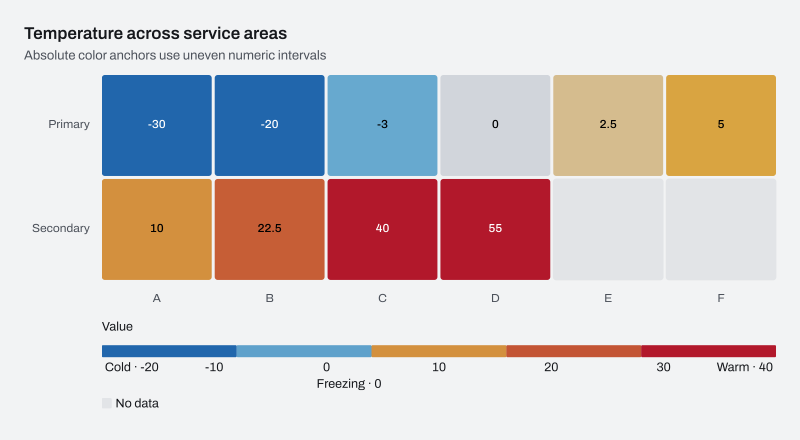 Temperature across service areas
Absolute color anchors use uneven numeric intervals
Primary -30 -20 -3 0 2.5 5
Secondary 10 22.5 40 55
A B C D E F
Value
Cold · -20 -10 0 10 20 30 Warm · 40
Freezing · 0
No data